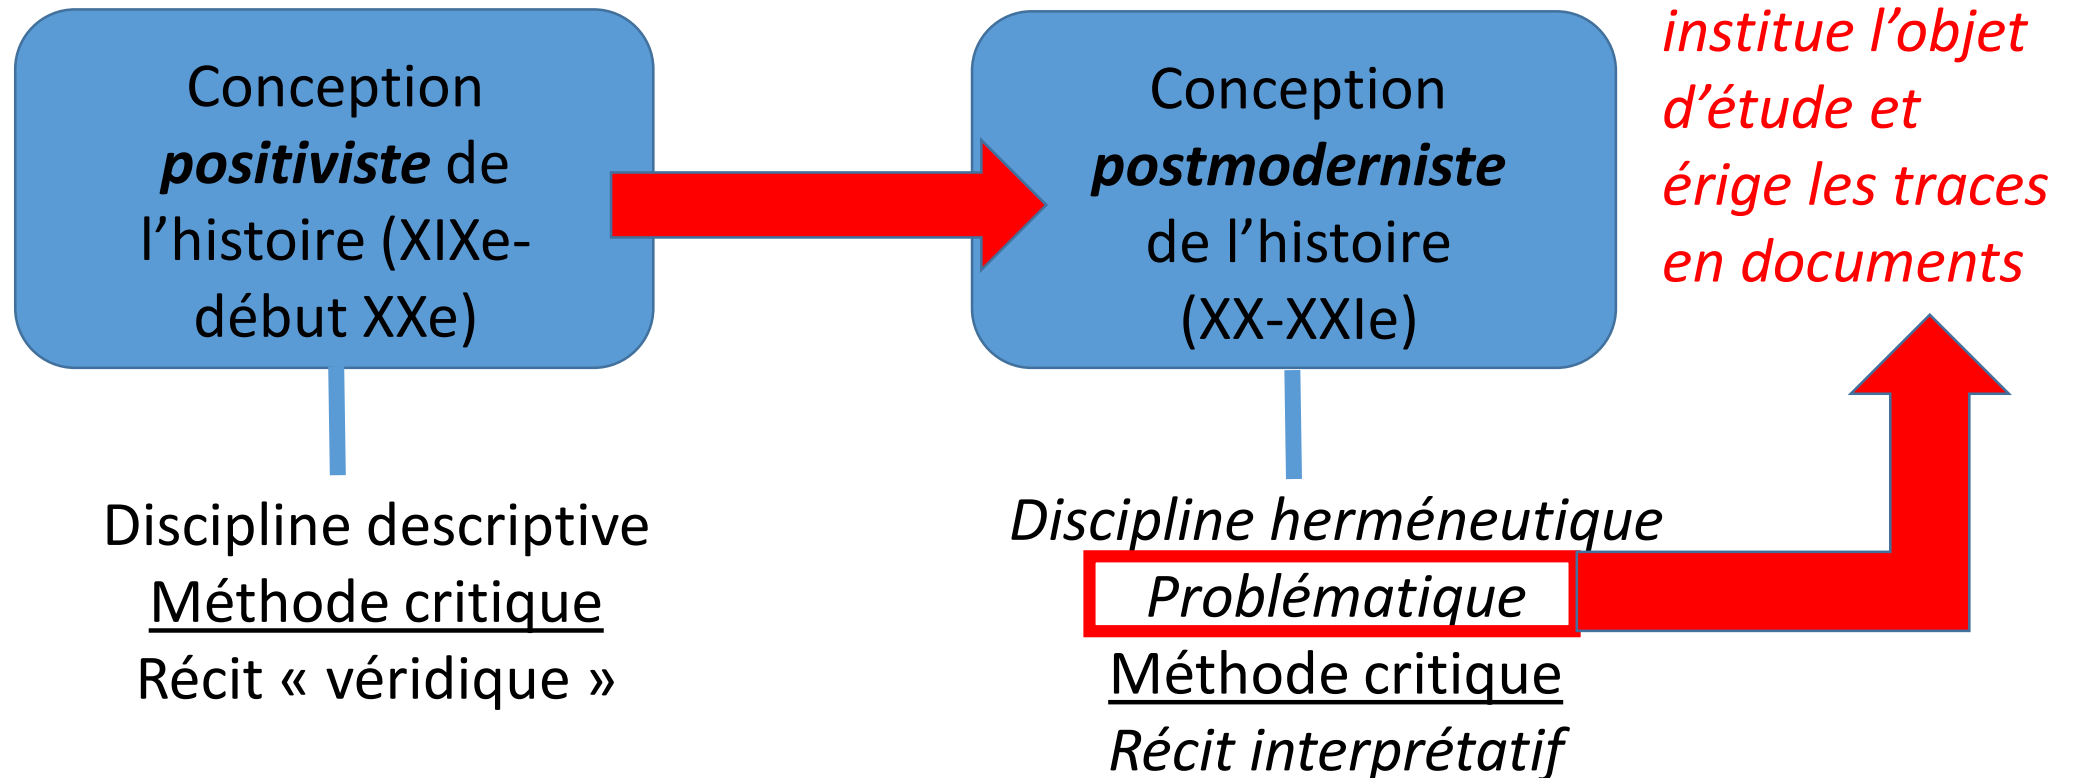 Conception
positiviste de
l’histoire (XIXe-
début XXe)
Discipline descriptive
Méthode critique
Récit « véridique »
Conception
postmoderniste
de l’histoire
(XX-XXIe)
Discipline herméneutique
Problématique
Méthode critique
Récit interprétatif
institue l’objet
d’étude et
érige les traces
en documents